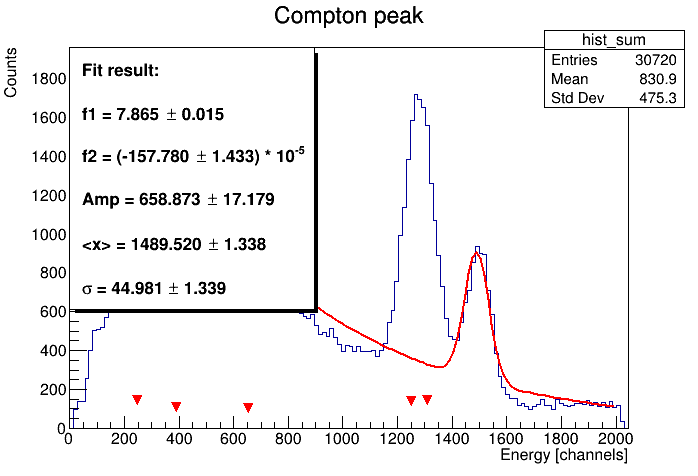 Compton peak
hist_sum
Entries 30720
Mean 830.9
Std Dev 475.3
Counts
Fit result:
f1 = 7.865 ± 0.015
f2 = (-157.780 ± 1.433) * 10^-5
Amp = 658.873 ± 17.179
<x> = 1489.520 ± 1.338
σ = 44.981 ± 1.339
1800
1600
1400
1200
1000
800
600
400
200
0
0 200 400 600 800 1000 1200 1400 1600 1800 2000
Energy [channels]